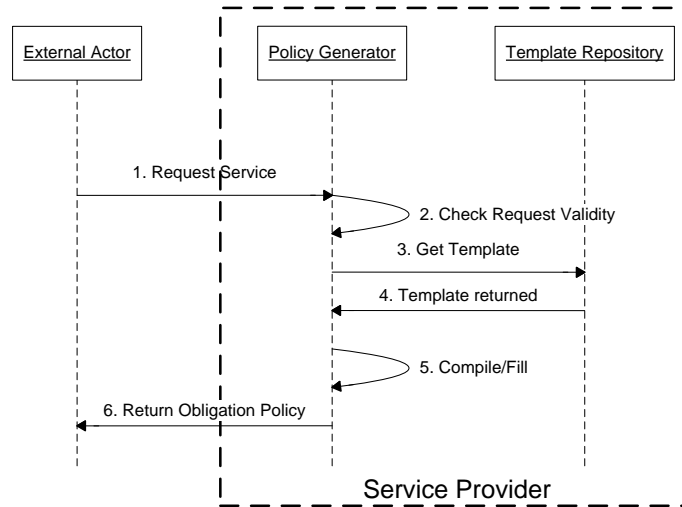 External Actor
Policy Generator
Template Repository
1. Request Service
2. Check Request Validity
3. Get Template
4. Template returned
5. Compile/Fill
6. Return Obligation Policy
Service Provider